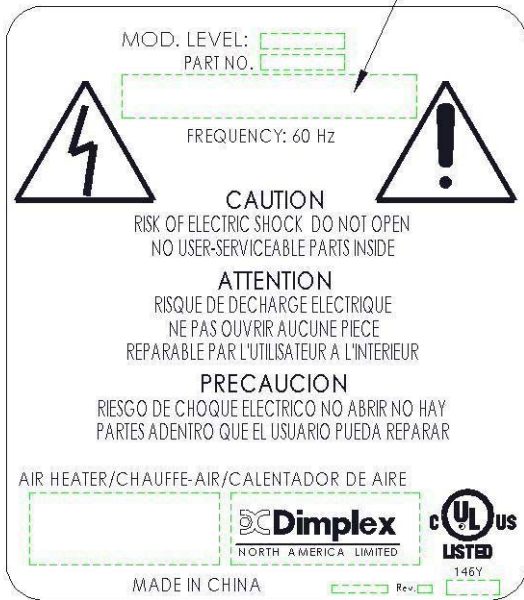 MOD. LEVEL:
PART NO.
FREQUENCY: 60 Hz
CAUTION
RISK OF ELECTRIC SHOCK DO NOT OPEN
NO USER-SERVICEABLE PARTS INSIDE
ATTENTION
RISQUE DE DECHARGE ELECTRIQUE
NE PAS OUVRIR AUCUNE PIECE
REPARABLE PAR L'UTILISATEUR A L'INTERIEUR
PRECAUCION
RIESGO DE CHOQUE ELECTRICO NO ABRIR NO HAY
PARTES ADENTRO QUE EL USUARIO PUEDA REPARAR
AIR HEATER/CHAUFFE-AIR/CALENTADOR DE AIRE
Dimplex
NORTH AMERICA LIMITED
C UL US
LISTED
146Y
MADE IN CHINA
Rev.